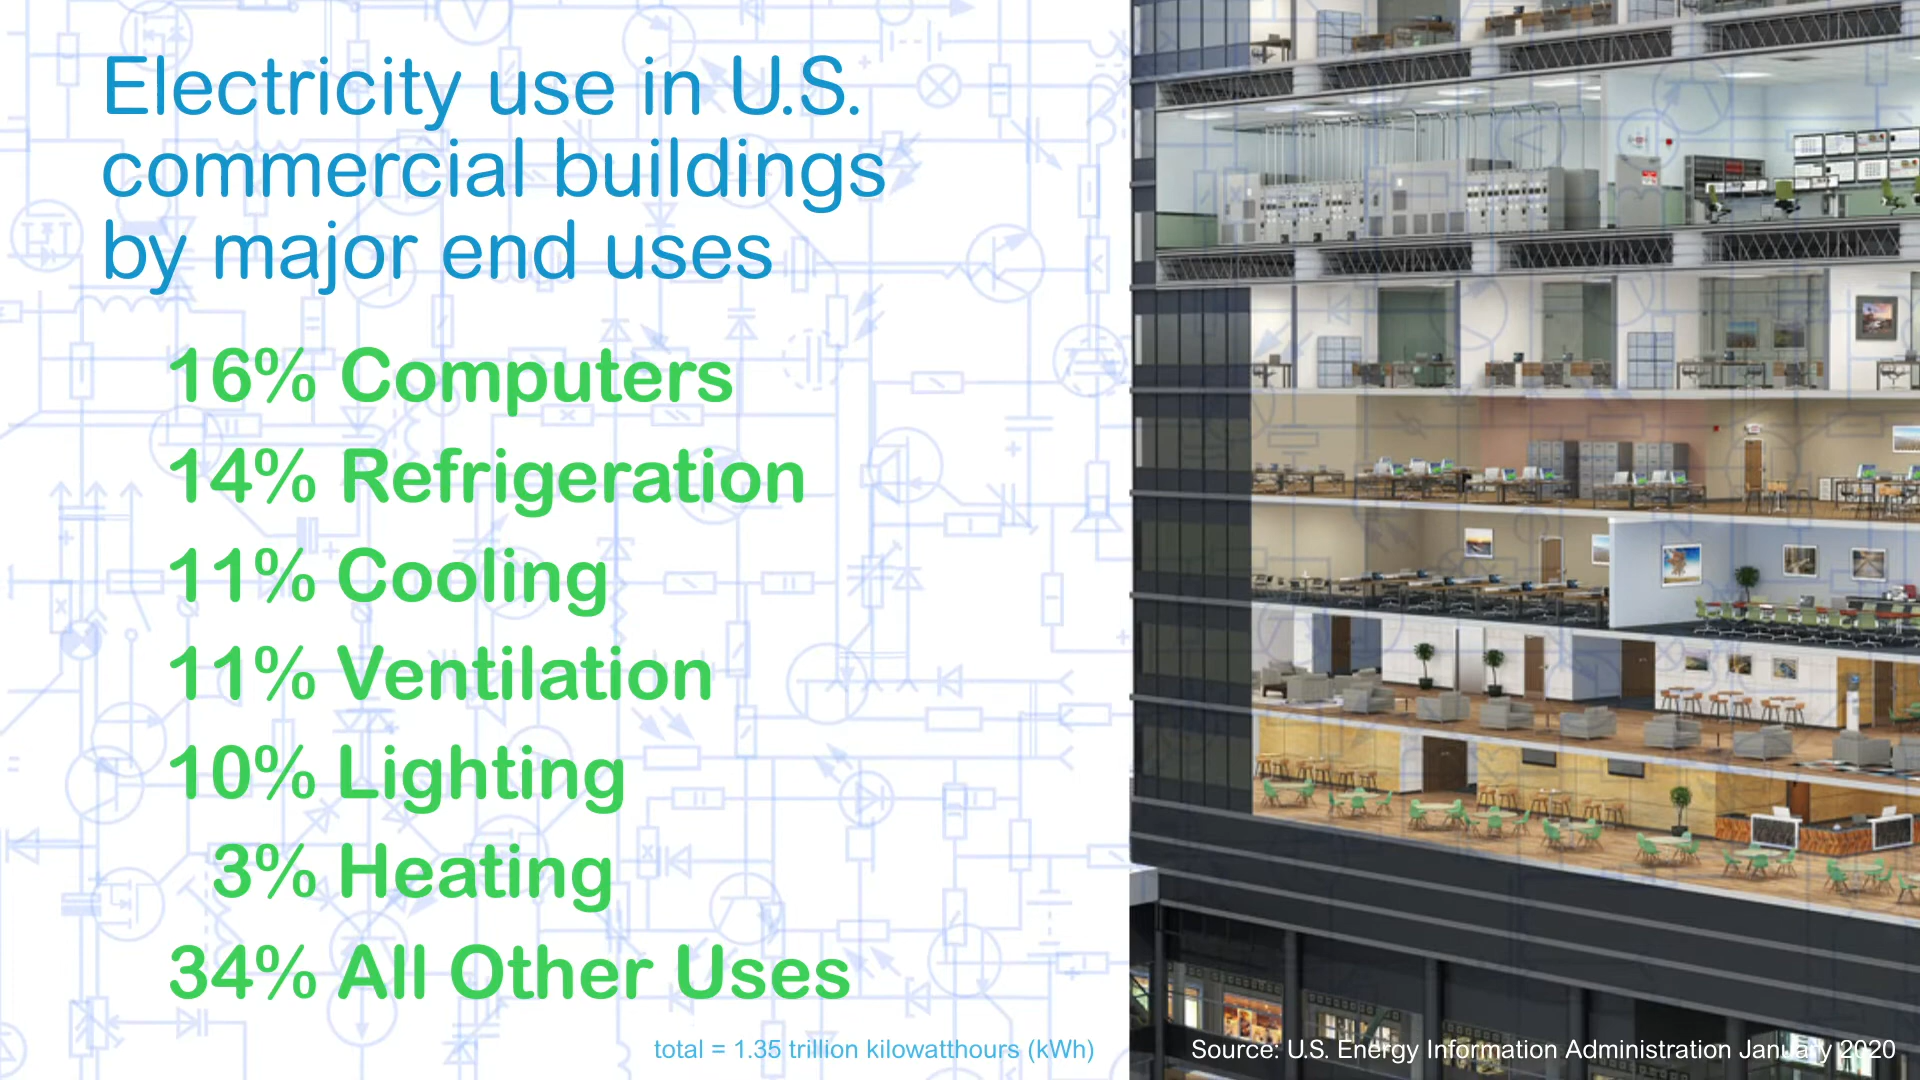 Electricity use in U.S.
commercial buildings
by major end uses
16% Computers
14% Refrigeration
11% Cooling
11% Ventilation
10% Lighting
3% Heating
34% All Other Uses
total = 1.35 trillion kilowatthours (kWh)
Source: U.S. Energy Information Administration January 2020